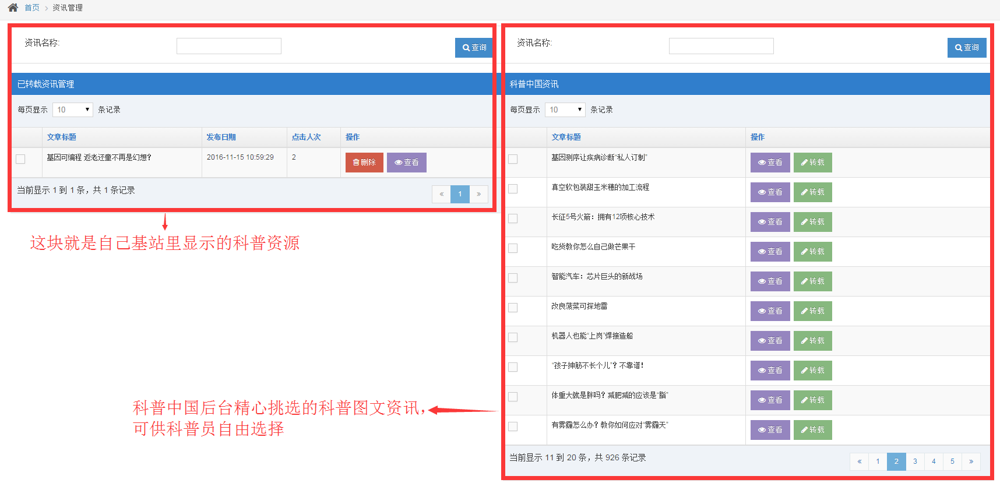 首页 › 资讯管理
资讯名称:
查询
已转载资讯管理
每页显示 10 条记录
文章标题 发布日期 点击人次 操作
基因可编程 返老还童不再是幻想? 2016-11-15 10:59:29 2 删除 查看
当前显示 1 到 1 条，共 1 条记录
« 1 »
这块就是自己基站里显示的科普资源
资讯名称:
查询
科普中国资讯
每页显示 10 条记录
文章标题 操作
基因测序让疾病诊断“私人订制” 查看 转载
真空软包装甜玉米穗的加工流程 查看 转载
长征5号火箭：拥有12项核心技术 查看 转载
吃货教你怎么自己做芒果干 查看 转载
智能汽车：芯片巨头的新战场 查看 转载
改良菠菜可探地雷 查看 转载
机器人也能“上岗”焊接造船 查看 转载
“孩子抻筋不长个儿”？不靠谱！ 查看 转载
体重大就是胖吗？减肥减的应该是“脂” 查看 转载
有雾霾怎么办？教你如何应对“雾霾天” 查看 转载
当前显示 11 到 20 条，共 926 条记录
« 1 2 3 4 5 »
科普中国后台精心挑选的科普图文资讯，
可供科普员自由选择